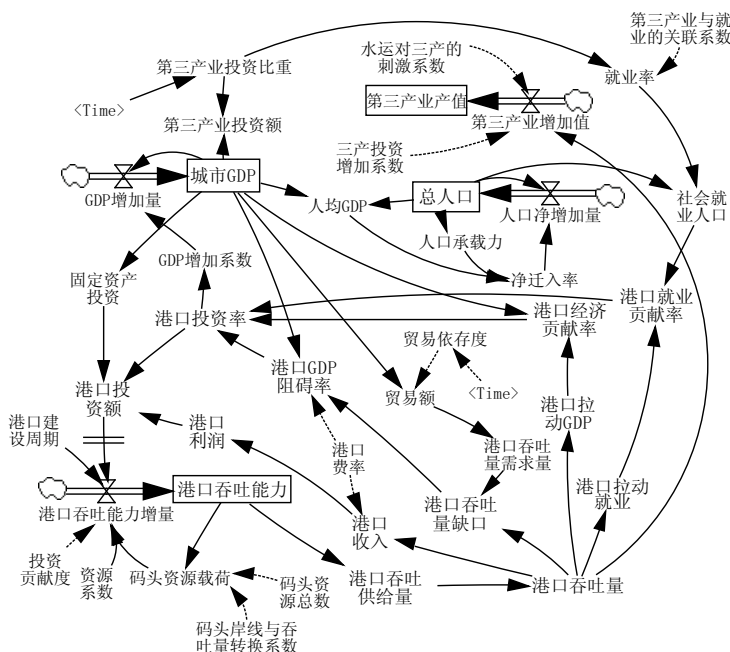 第三产业与就
业的关联系数
水运对三产的
刺激系数
第三产业投资比重
就业率
<Time>
第三产业产值
第三产业投资额
第三产业增加值
三产投资
增加系数
城市GDP
总人口
GDP增加量
人均GDP
人口净增加量
社会就
业人口
人口承载力
GDP增加系数
净迁入率
固定资产
投资
港口投资率
港口经济
贡献率
港口就业
贡献率
贸易依存度
港口GDP
阻碍率
<Time>
贸易额
港口投
资额
港口
利润
港口拉
动GDP
港口建
设周期
港口
费率
港口吞吐
量需求量
港口吞吐能力
港口拉动
就业
港口吞吐
量缺口
港口吞吐能力增量
港口
收入
投资
贡献度
资源
系数
码头资源载荷
码头资
源总数
港口吞吐
供给量
港口吞吐量
码头岸线与吞
吐量转换系数